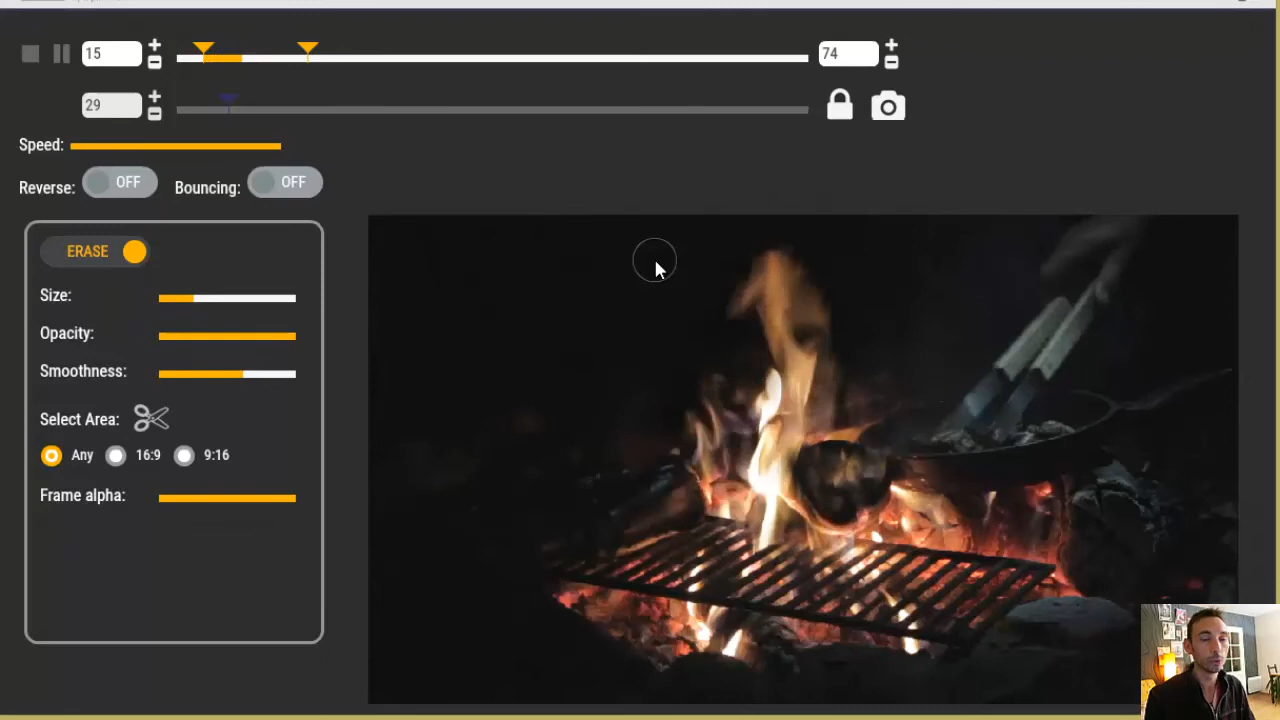 15
74
29
Speed:
Reverse: OFF Bouncing: OFF
ERASE
Size:
Opacity:
Smoothness:
Select Area:
Any 16:9 9:16
Frame alpha: